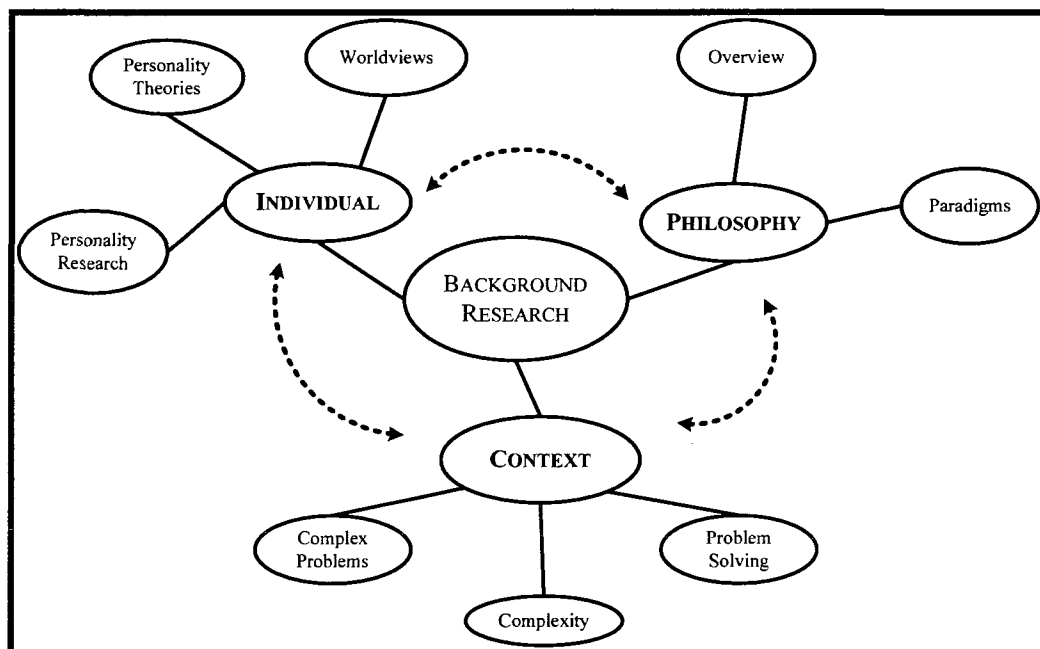 Personality
Theories
Worldviews
Overview
INDIVIDUAL
PHILOSOPHY
Paradigms
Personality
Research
BACKGROUND
RESEARCH
CONTEXT
Complex
Problems
Problem
Solving
Complexity